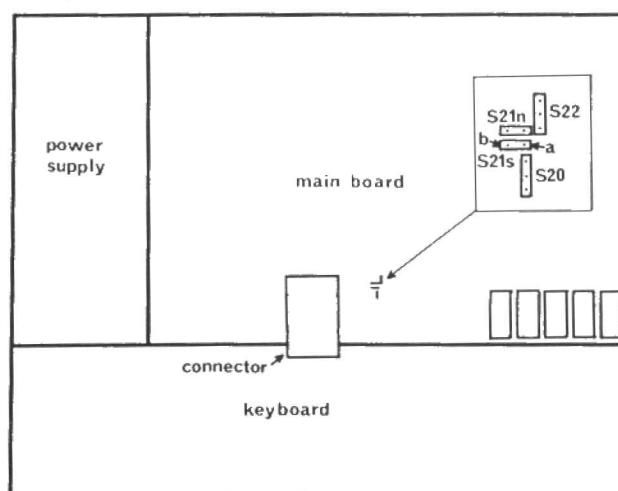 power
supply
main board
S21n
S22
b
a
S21s
S20
connector
keyboard